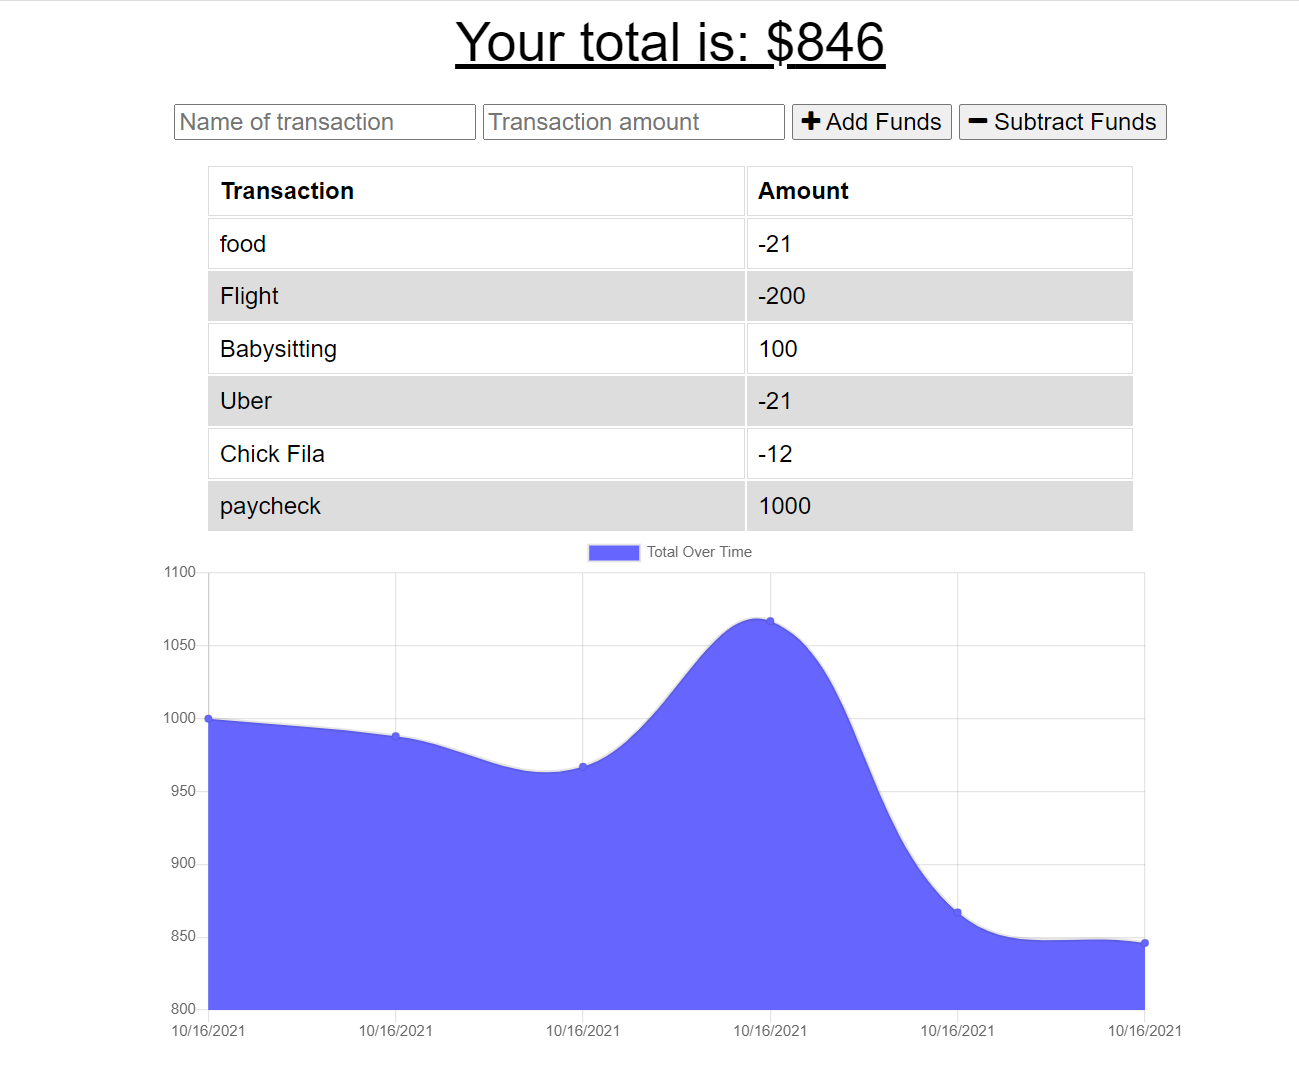 Your total is: $846
Name of transaction Transaction amount + Add Funds − Subtract Funds
Transaction Amount
food -21
Flight -200
Babysitting 100
Uber -21
Chick Fila -12
paycheck 1000
Total Over Time
1100
1050
1000
950
900
850
800
10/16/2021 10/16/2021 10/16/2021 10/16/2021 10/16/2021 10/16/2021